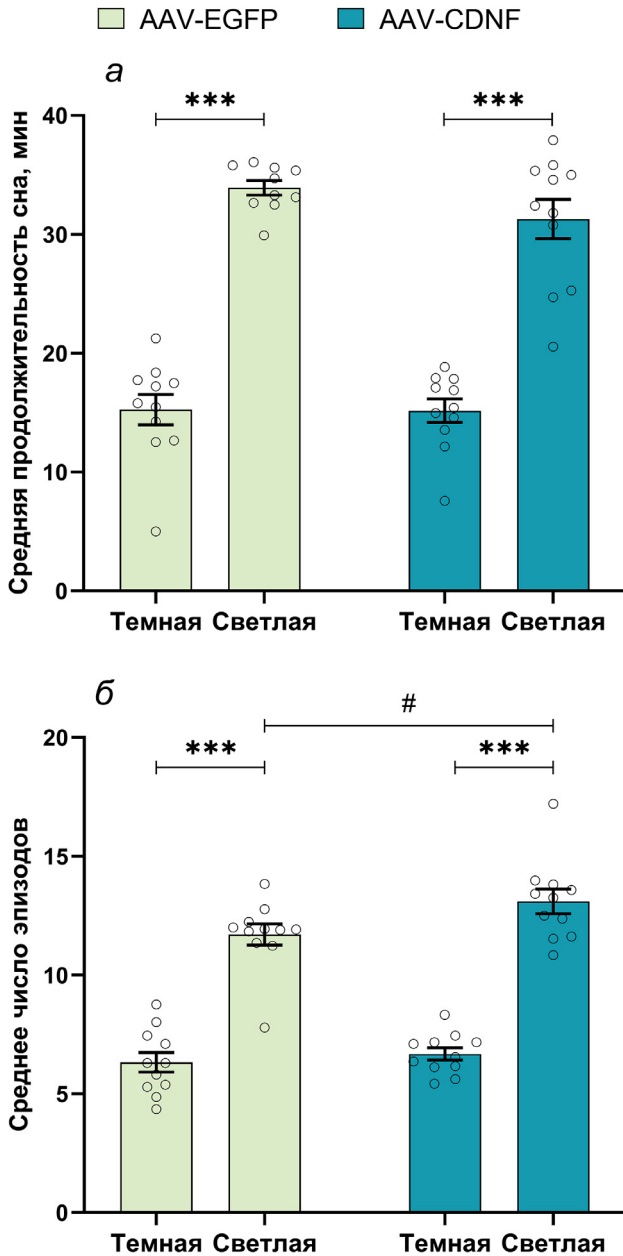 AAV-EGFP AAV-CDNF
а
*** ***
Средняя продолжительность сна, мин
40
30
20
10
0
Темная Светлая Темная Светлая
б
#
*** ***
Среднее число эпизодов
20
15
10
5
0
Темная Светлая Темная Светлая